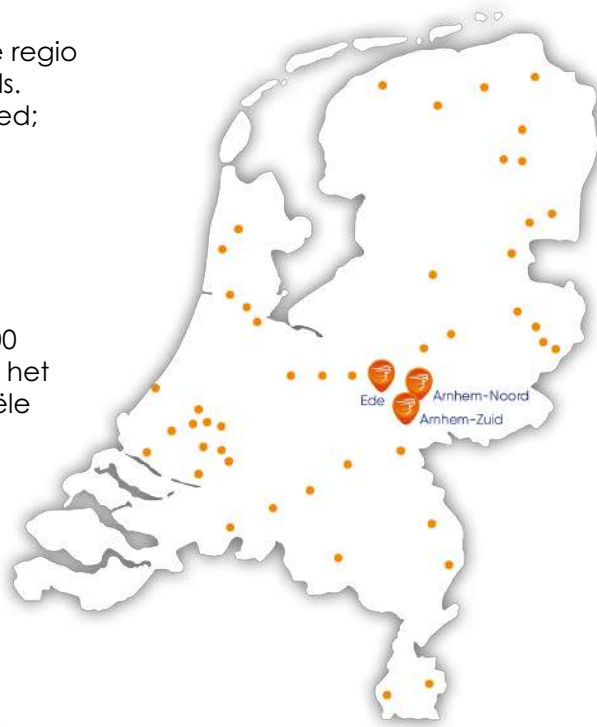 regio
ls.
ed;
00
het
ële
Ede
Arnhem-Noord
Arnhem-Zuid